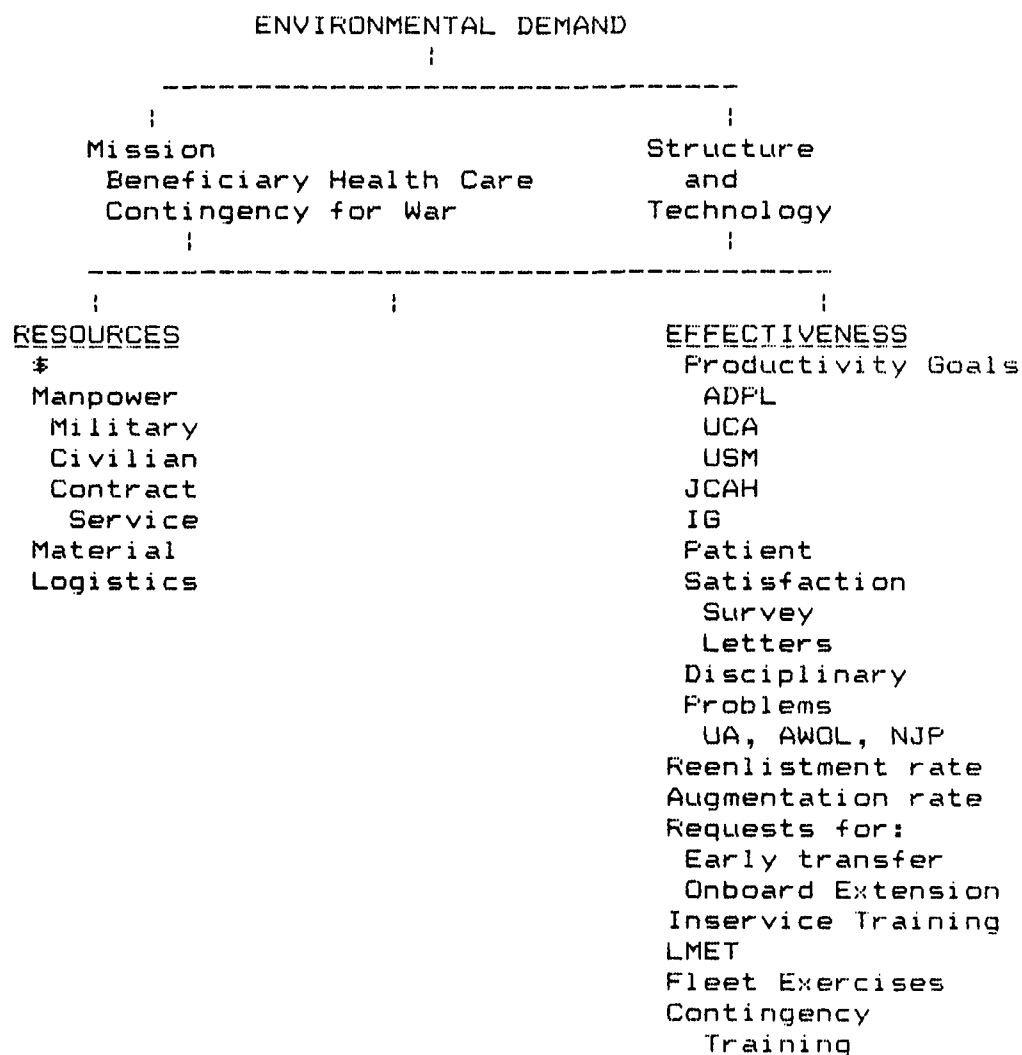 ENVIRONMENTAL DEMAND
Mission
Beneficiary Health Care
Contingency for War
Structure
and
Technology
RESOURCES
$
Manpower
Military
Civilian
Contract
Service
Material
Logistics
EFFECTIVENESS
Productivity Goals
ADPL
UCA
USM
JCAH
IG
Patient
Satisfaction
Survey
Letters
Disciplinary
Problems
UA, AWOL, NJP
Reenlistment rate
Augmentation rate
Requests for:
Early transfer
Onboard Extension
Inservice Training
LMET
Fleet Exercises
Contingency
Training